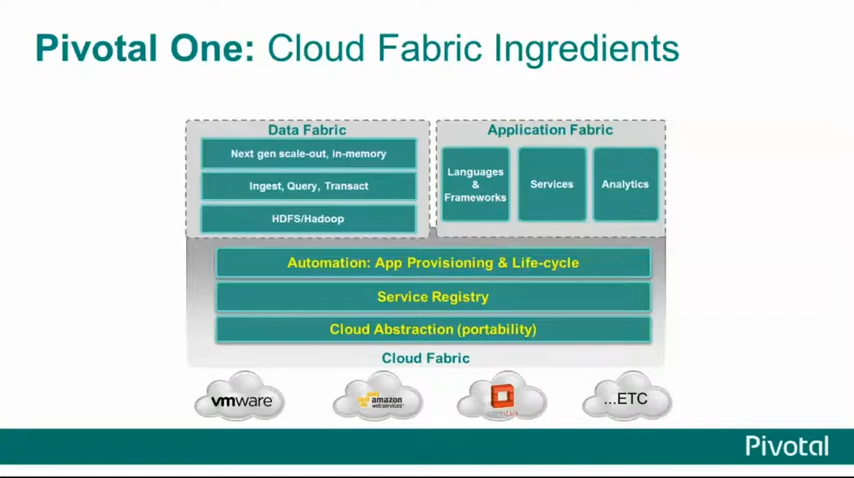 Pivotal One: Cloud Fabric Ingredients
Data Fabric
Next gen scale-out, in-memory
Ingest, Query, Transact
HDFS/Hadoop
Application Fabric
Languages
&
Frameworks
Services
Analytics
Automation: App Provisioning & Life-cycle
Service Registry
Cloud Abstraction (portability)
Cloud Fabric
vmware
amazon
webservices
openstack
...ETC
Pivotal